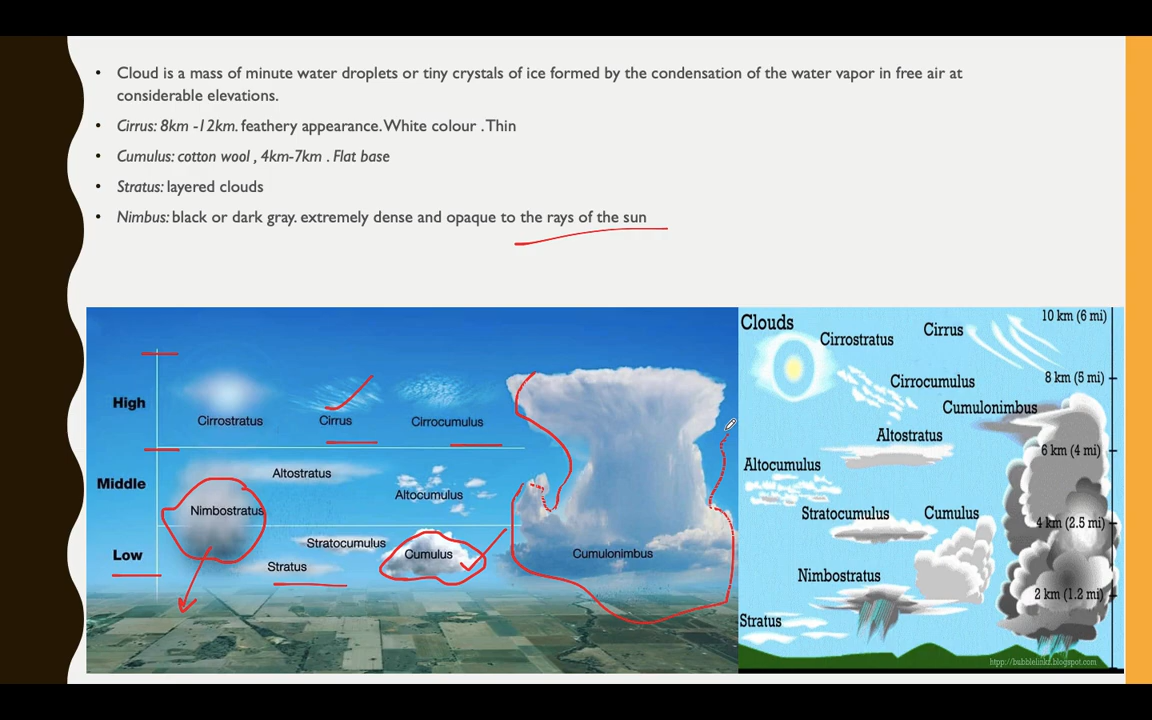 • Cloud is a mass of minute water droplets or tiny crystals of ice formed by the condensation of the water vapor in free air at
considerable elevations.
• Cirrus: 8km -12km. feathery appearance. White colour . Thin
• Cumulus: cotton wool , 4km-7km . Flat base
• Stratus: layered clouds
• Nimbus: black or dark gray. extremely dense and opaque to the rays of the sun
High
Cirrostratus
Cirrus
Cirrocumulus
Middle
Altostratus
Nimbostratus
Altocumulus
Low
Stratocumulus
Cumulus
Stratus
Cumulonimbus
Clouds
10 km (6 mi)
Cirrostratus
Cirrus
8 km (5 mi)
Cirrocumulus
Cumulonimbus
Altostratus
6 km (4 mi)
Altocumulus
Stratocumulus
Cumulus
4 km (2.5 mi)
Nimbostratus
2 km (1.2 mi)
Stratus
htpp://bubblelinkz.blogspot.com